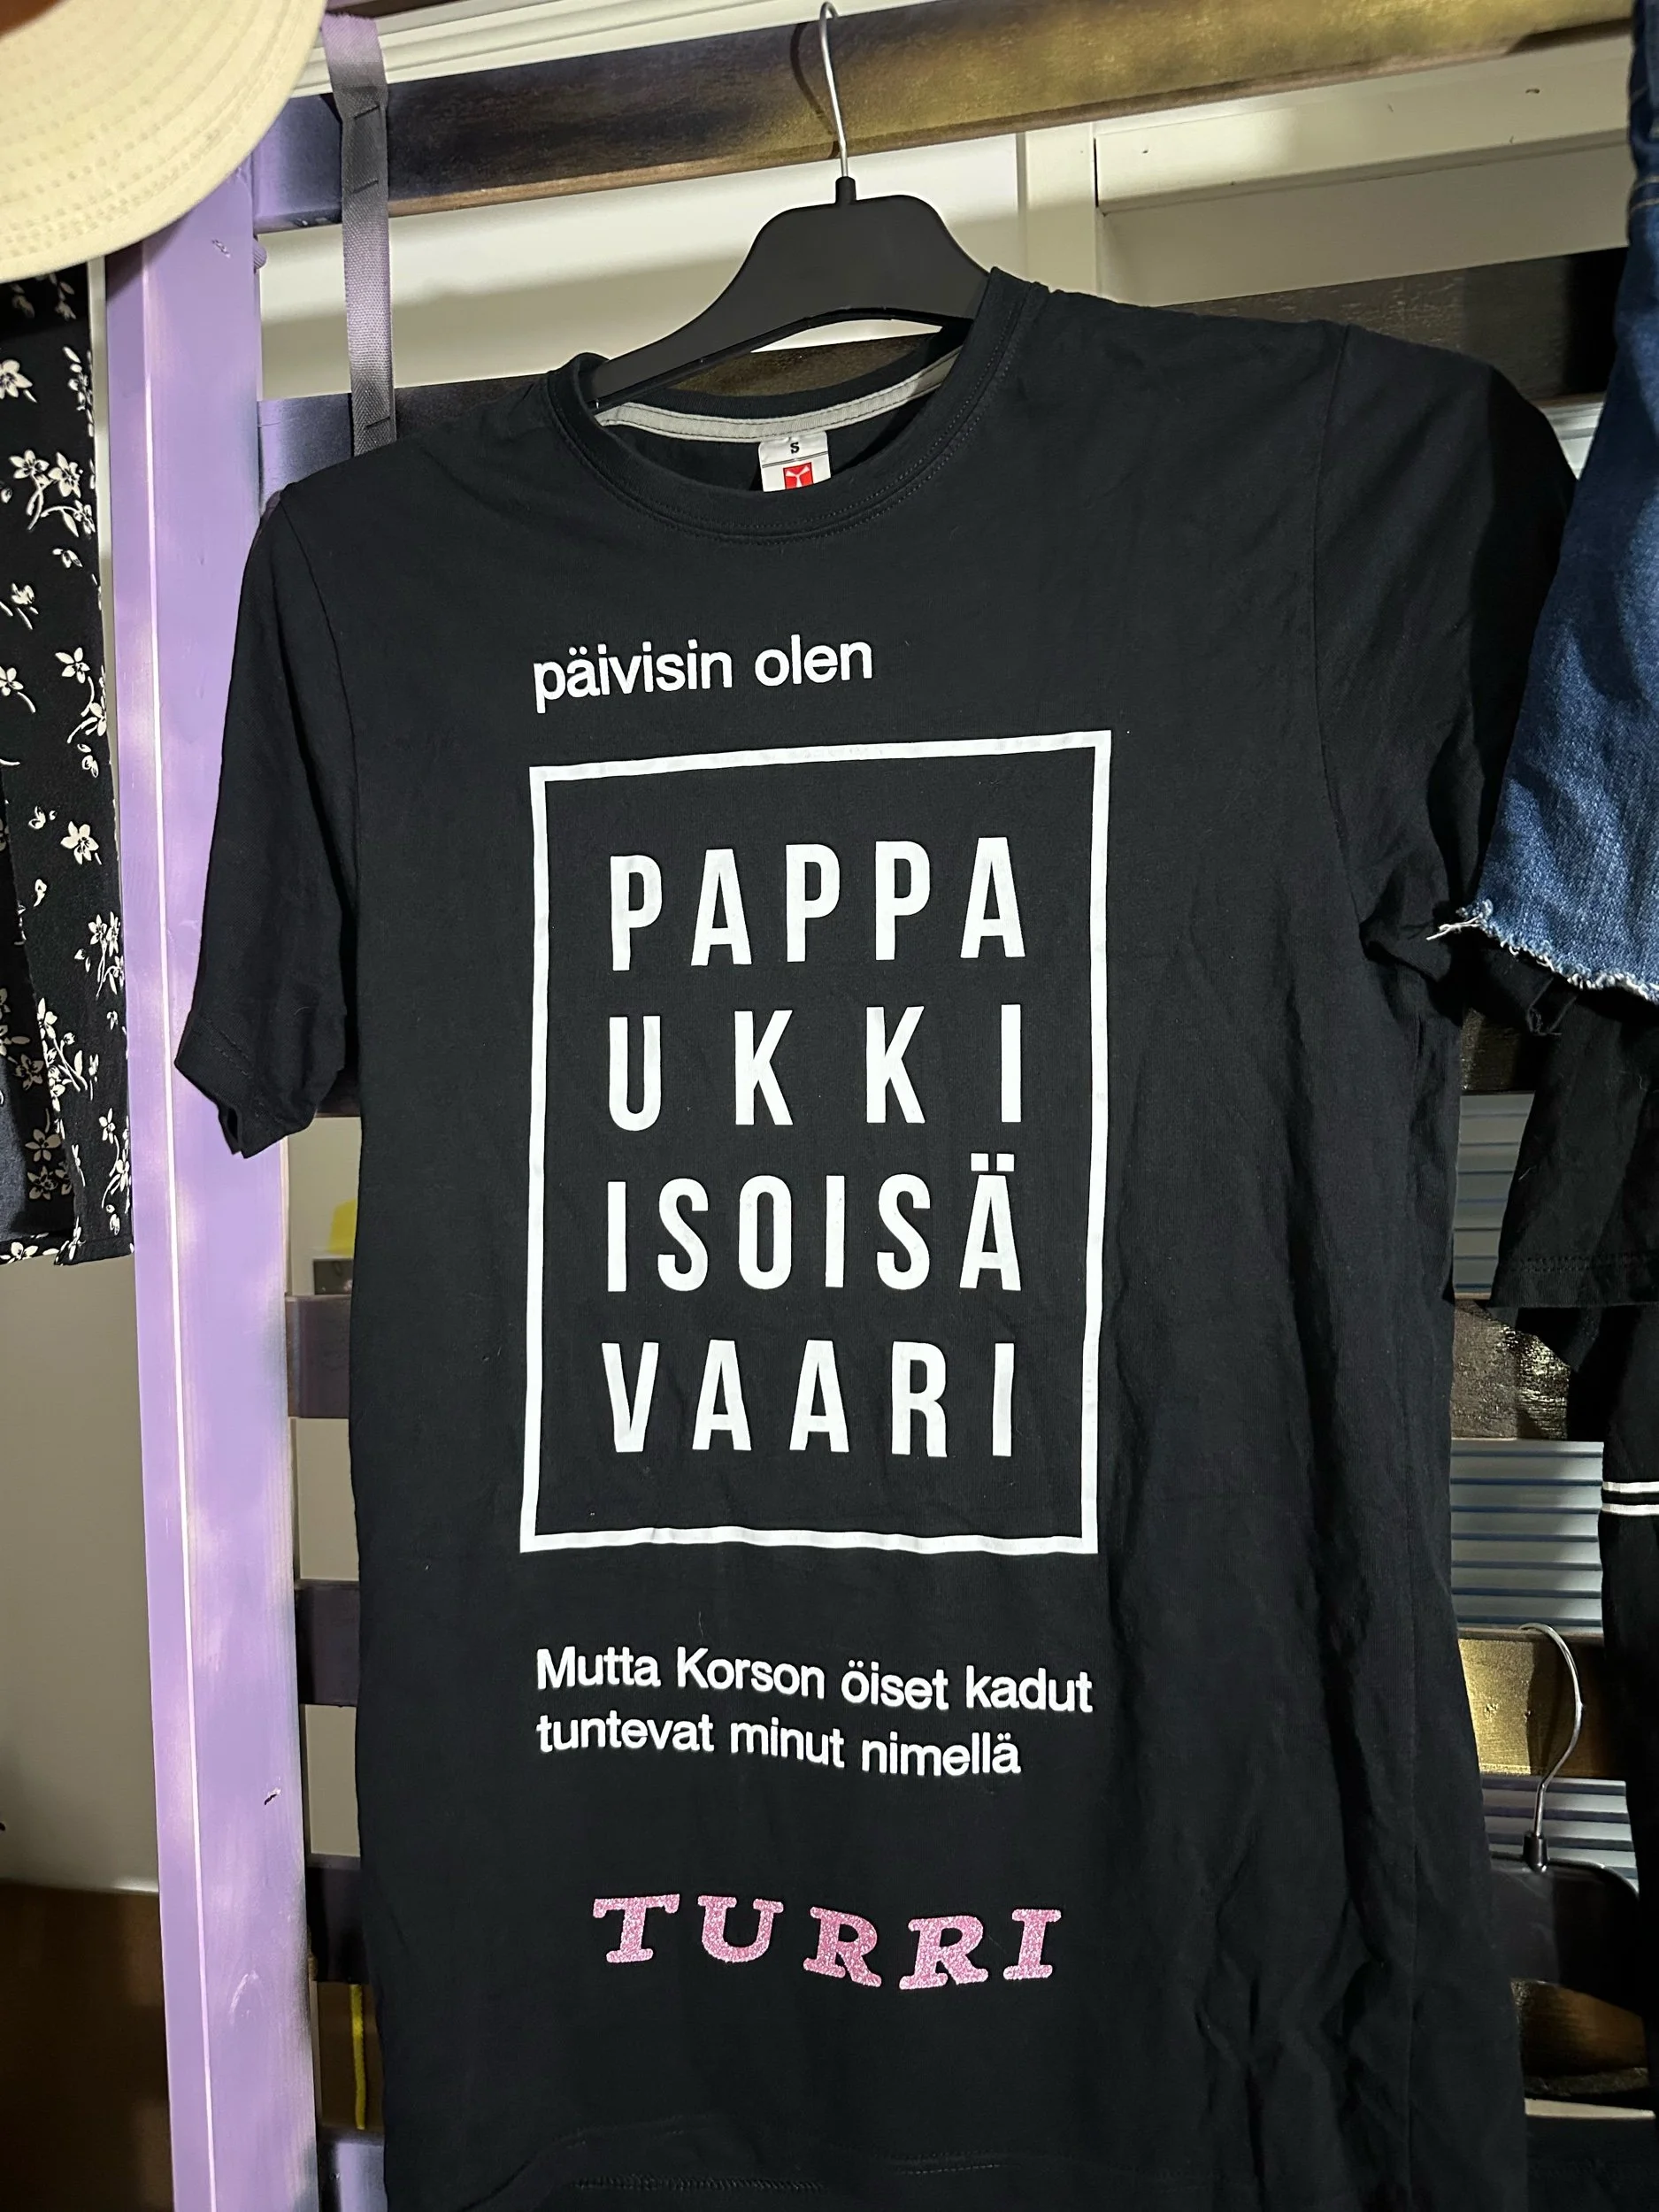 S
päivisin olen
PAPPA
UKKI
ISOISÄ
VAARI
Mutta Korson öiset kadut
tuntevat minut nimellä
TURRI